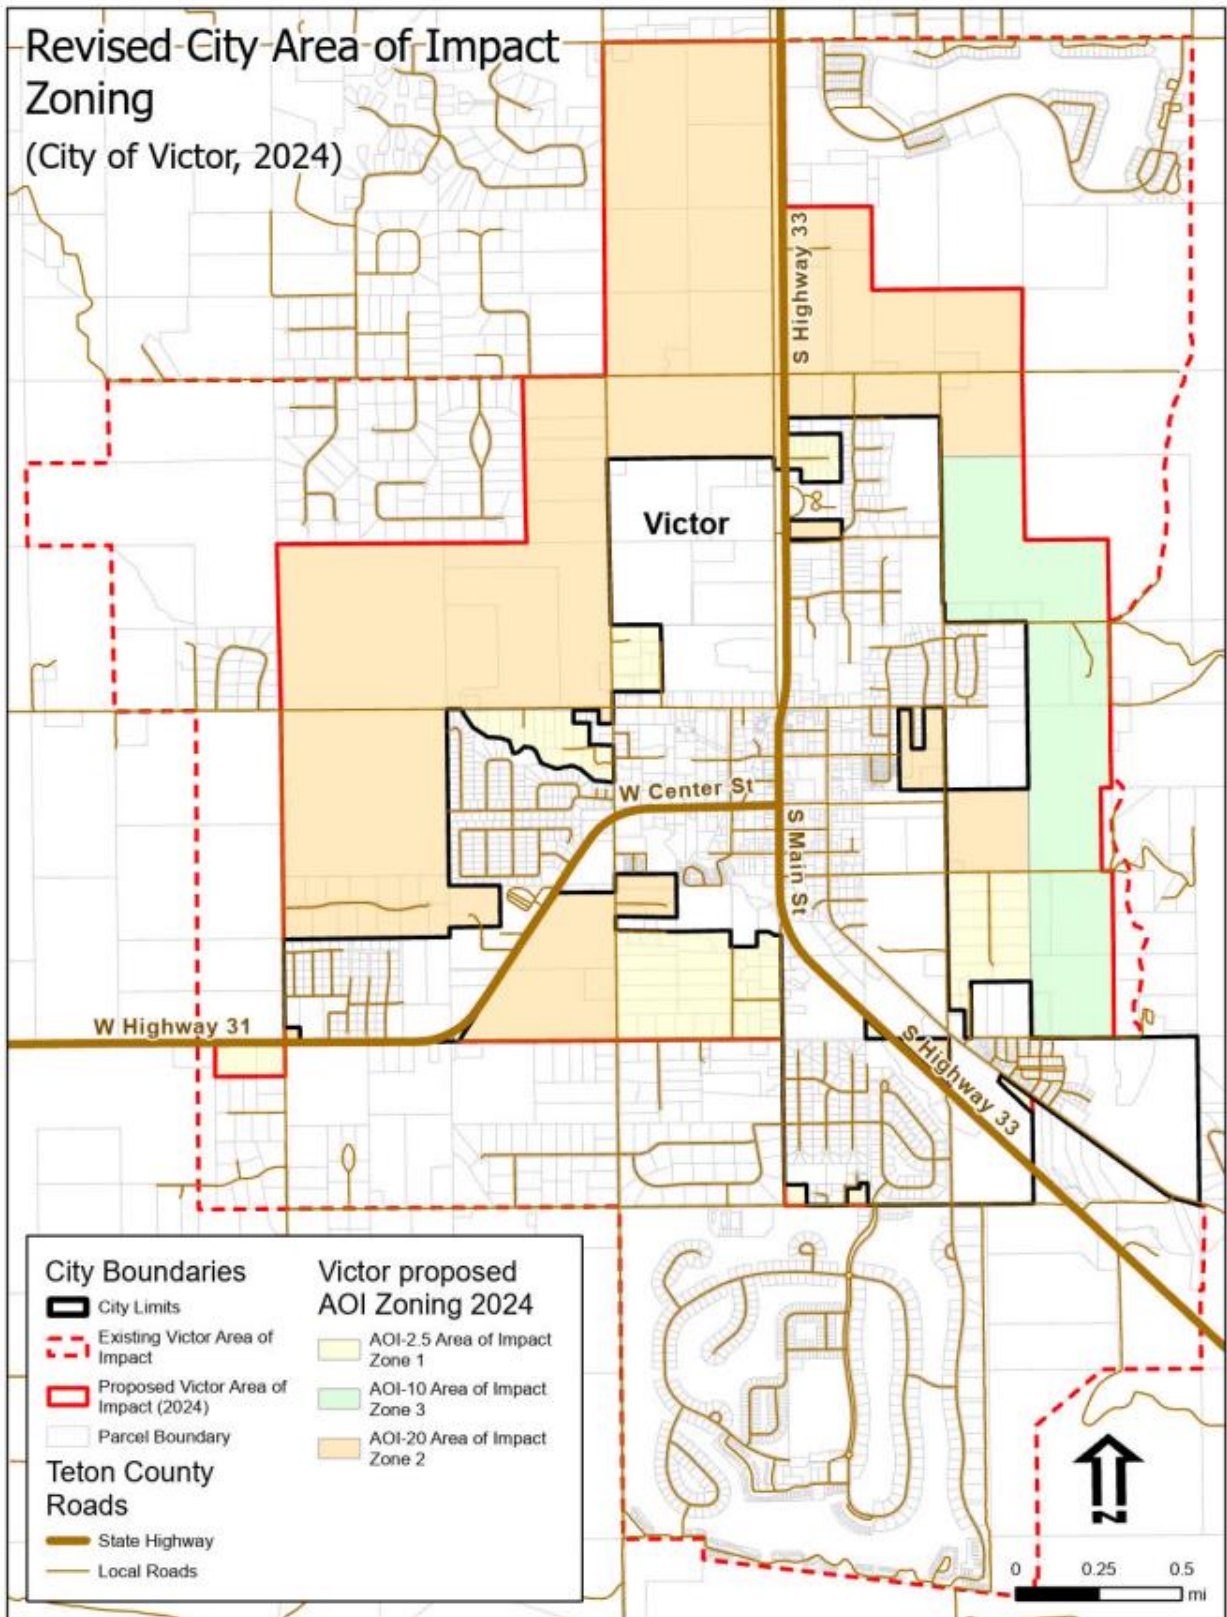 Revised City Area of Impact
Zoning
(City of Victor, 2024)
S Highway 33
Victor
W Center St
S Main St
W Highway 31
S Highway 33
City Boundaries
City Limits
Existing Victor Area of
Impact
Proposed Victor Area of
Impact (2024)
Parcel Boundary
Teton County
Roads
State Highway
Local Roads
Victor proposed
AOI Zoning 2024
AOI-2.5 Area of Impact
Zone 1
AOI-10 Area of Impact
Zone 3
AOI-20 Area of Impact
Zone 2
N
0 0.25 0.5
mi